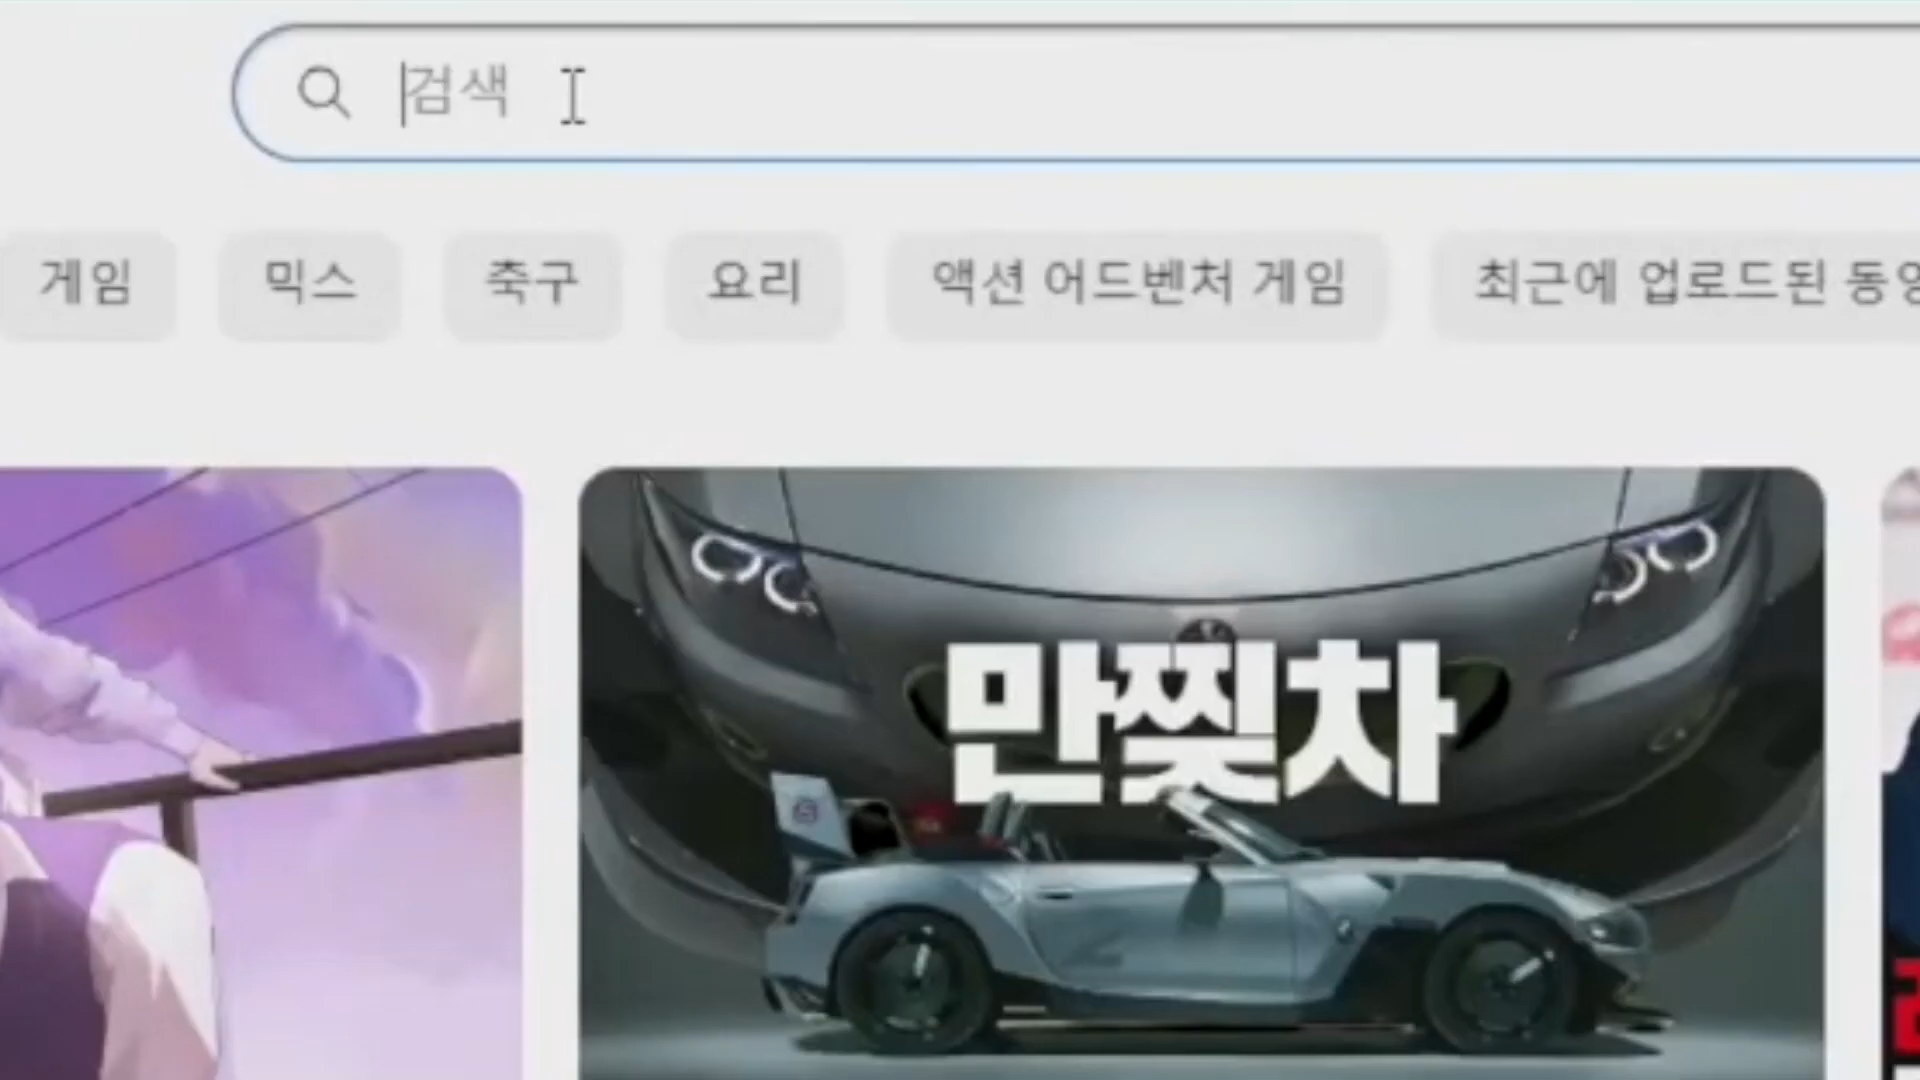 검색
게임
믹스
축구
요리
액션 어드벤처 게임
최근에 업로드된 동영
만찢차